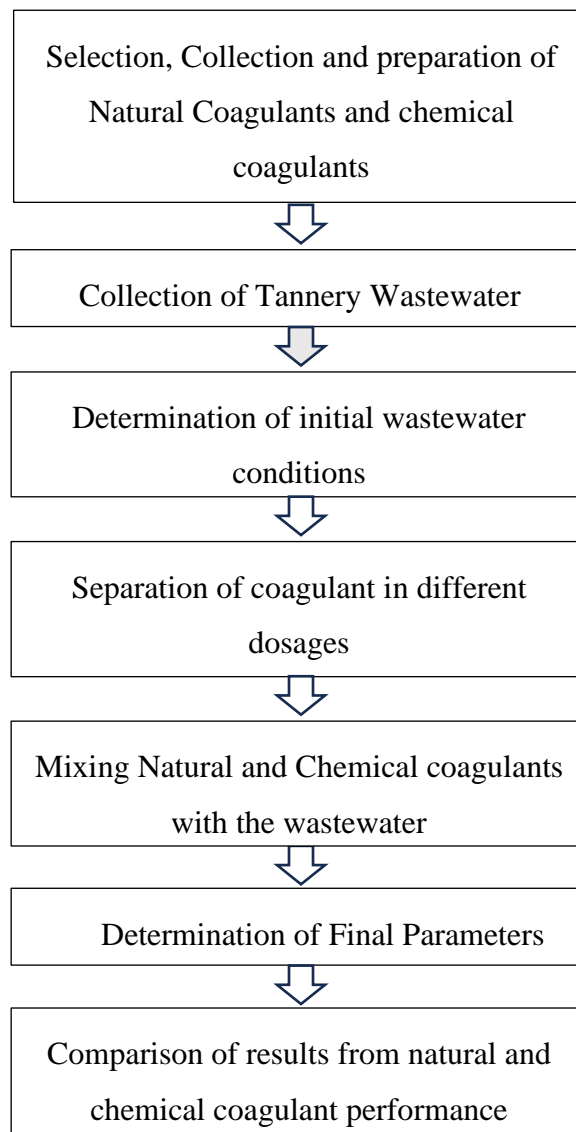 Selection, Collection and preparation of
Natural Coagulants and chemical
coagulants
Collection of Tannery Wastewater
Determination of initial wastewater
conditions
Separation of coagulant in different
dosages
Mixing Natural and Chemical coagulants
with the wastewater
Determination of Final Parameters
Comparison of results from natural and
chemical coagulant performance